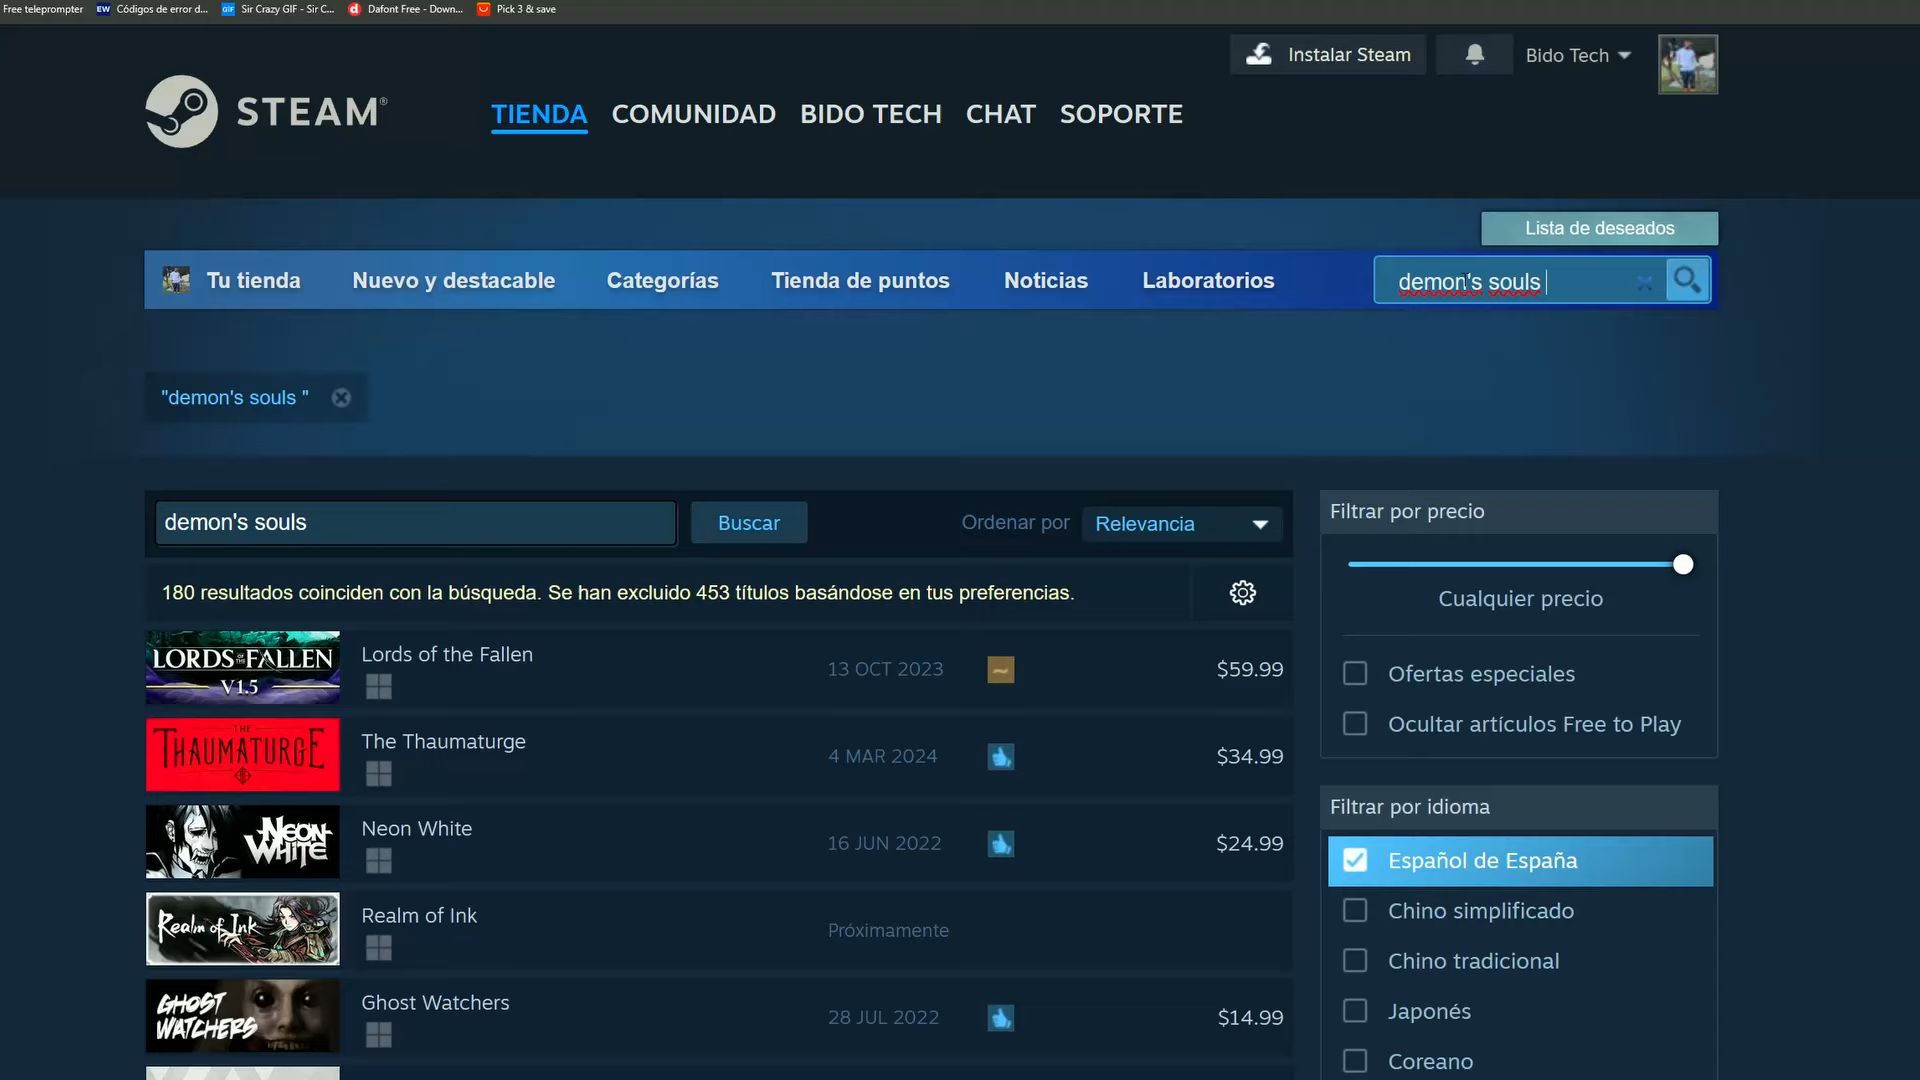 Free teleprompter EW Códigos de error d... GIF Sir Crazy GIF - Sir C... d Dafont Free - Down... Pick 3 & save
Instalar Steam Bido Tech
STEAM®
TIENDA COMUNIDAD BIDO TECH CHAT SOPORTE
Lista de deseados
Tu tienda Nuevo y destacable Categorías Tienda de puntos Noticias Laboratorios demon's souls
"demon's souls "
demon's souls Buscar Ordenar por Relevancia
180 resultados coinciden con la búsqueda. Se han excluido 453 títulos basándose en tus preferencias.
LORDS OF THE FALLEN
V1.5
Lords of the Fallen 13 OCT 2023 $59.99
THE
THAUMATURGE
The Thaumaturge 4 MAR 2024 $34.99
NEON
WHITE
Neon White 16 JUN 2022 $24.99
Realm of Ink
Realm of Ink Próximamente
GHOST
WATCHERS
Ghost Watchers 28 JUL 2022 $14.99
Filtrar por precio
Cualquier precio
Ofertas especiales
Ocultar artículos Free to Play
Filtrar por idioma
Español de España
Chino simplificado
Chino tradicional
Japonés
Coreano